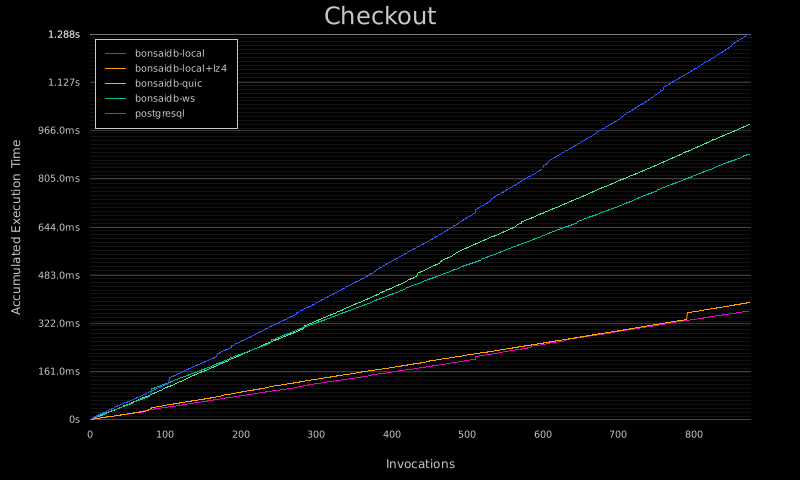 Checkout
1.288s
1.127s
966.0ms
805.0ms
644.0ms
483.0ms
322.0ms
161.0ms
0s
bonsaidb-local
bonsaidb-local+lz4
bonsaidb-quic
bonsaidb-ws
postgresql
Accumulated Execution Time
0 100 200 300 400 500 600 700 800
Invocations